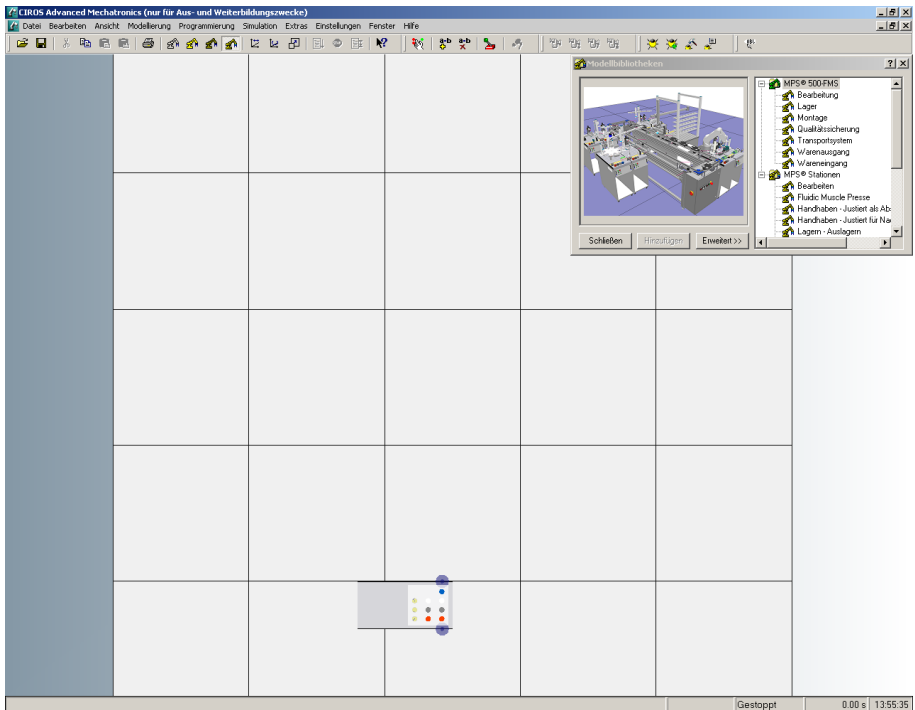 CIROS Advanced Mechatronics (nur für Aus- und Weiterbildungszwecke)
Datei Bearbeiten Ansicht Modellierung Programmierung Simulation Extras Einstellungen Fenster Hilfe
Modellbibliotheken
MPS® 500-FMS
Bearbeitung
Lager
Montage
Qualitätssicherung
Transportsystem
Warenausgang
Wareneingang
MPS® Stationen
Bearbeiten
Fluidic Muscle Presse
Handhaben - Justiert als Ab
Handhaben - Justiert für Na
Lagern - Auslagern
Schließen Hinzufügen Erweitert >>
Gestoppt 0.00 s 13:55:35